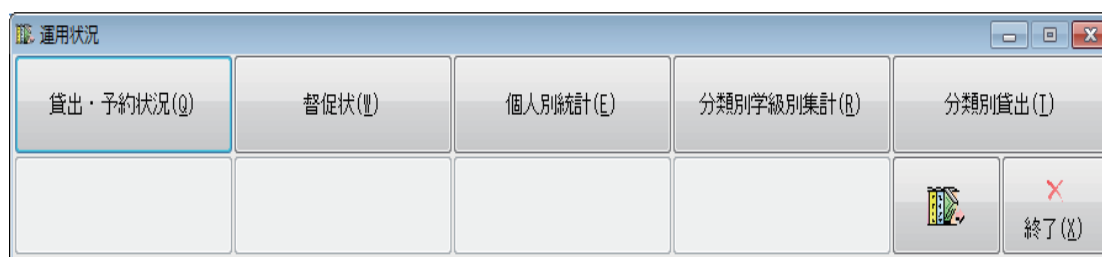 運用状況
貸出・予約状況(Q)
督促状(W)
個人別統計(E)
分類別学級別集計(R)
分類別貸出(T)
終了(X)